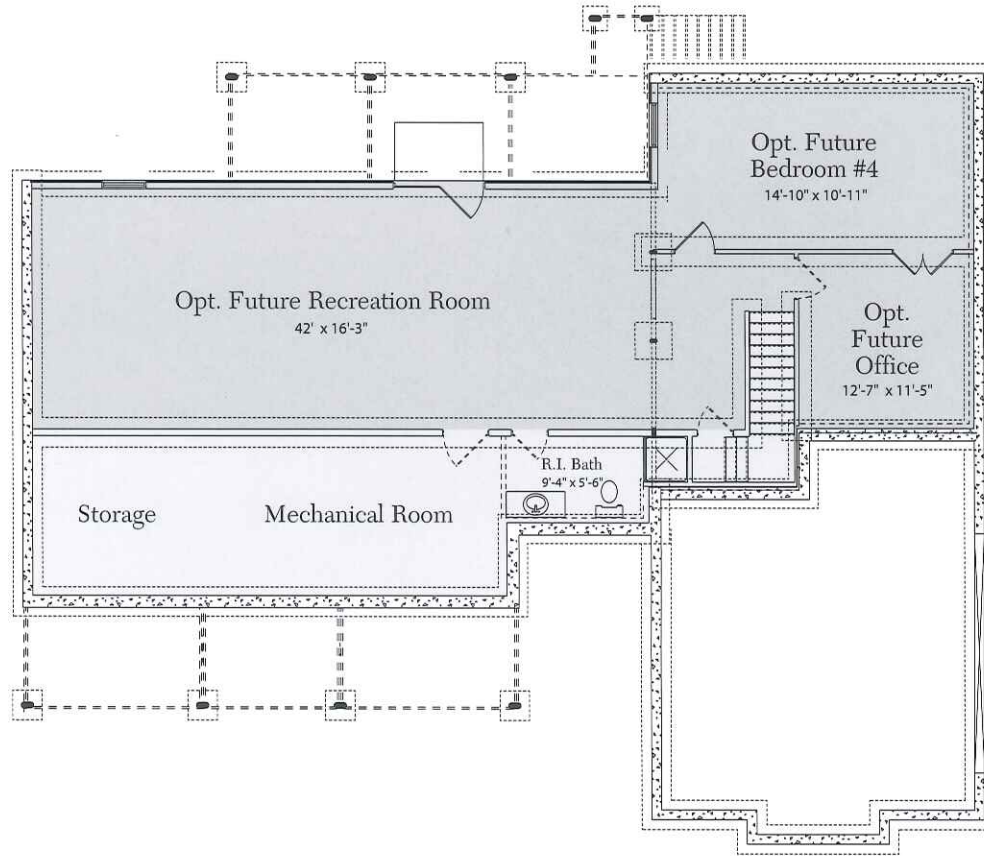 Opt. Future
Bedroom #4
14'-10" x 10'-11"
Opt. Future Recreation Room
42' x 16'-3"
Opt.
Future
Office
12'-7" x 11'-5"
R.I. Bath
9'-4" x 5'-6"
Storage
Mechanical Room